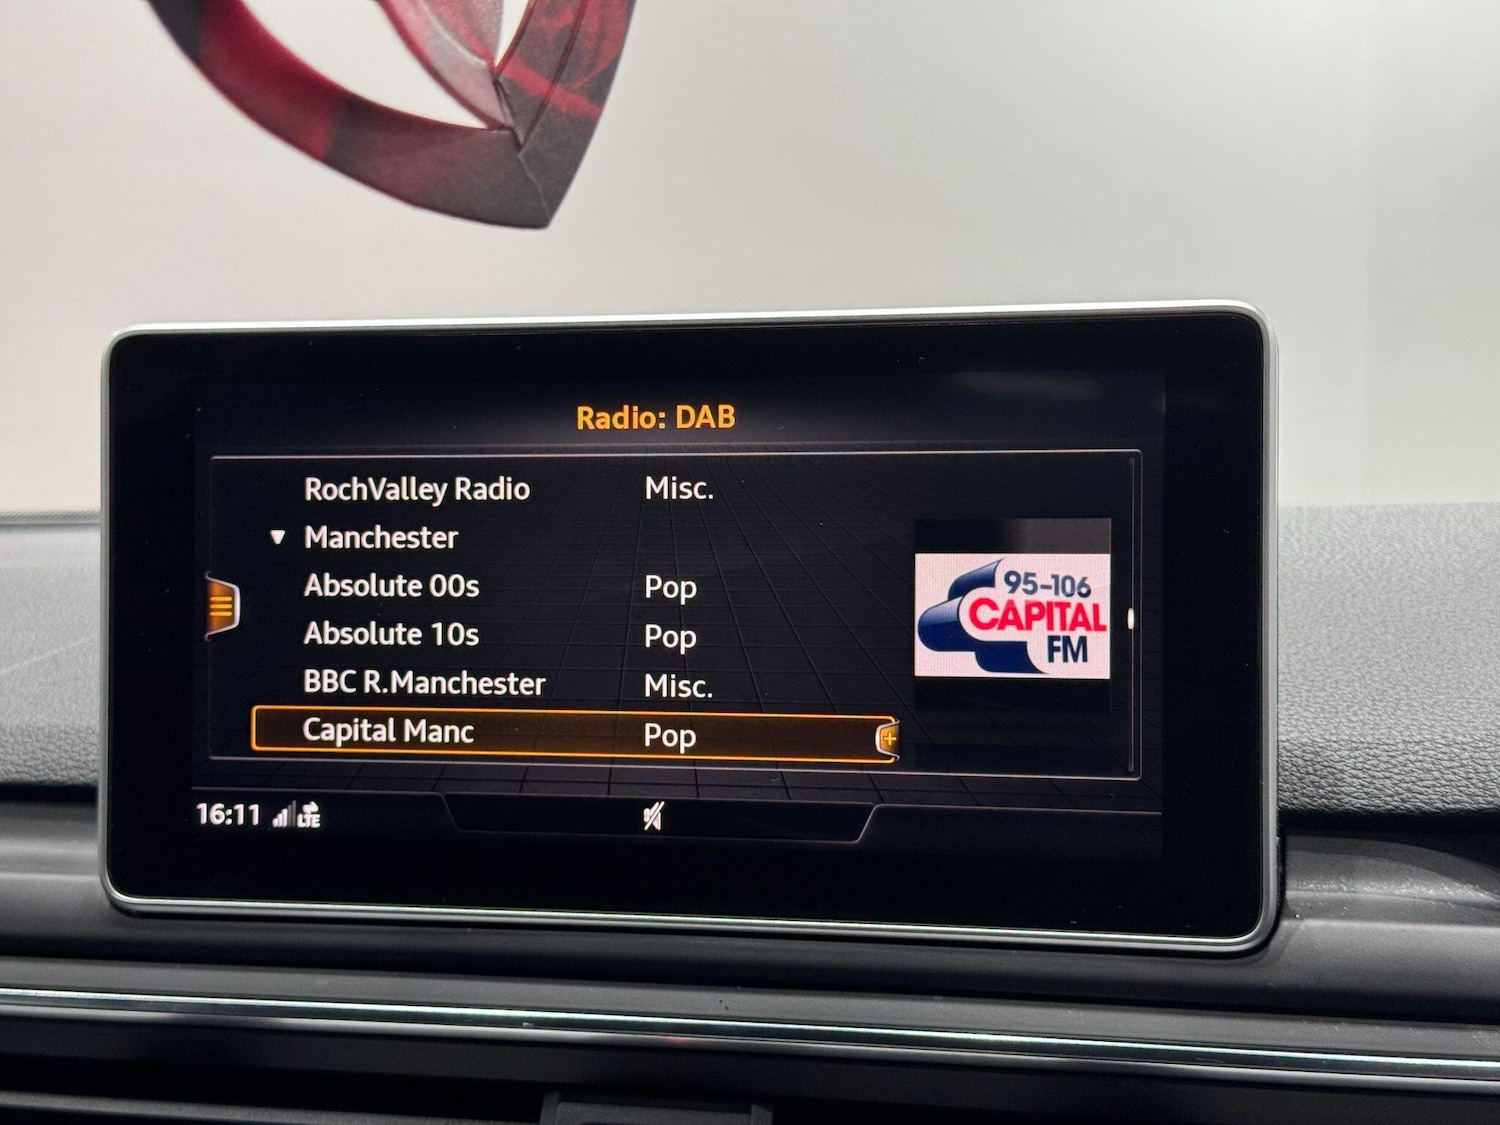 Radio: DAB
RochValley Radio Misc.
Manchester
Absolute 00s Pop
Absolute 10s Pop
BBC R.Manchester Misc.
Capital Manc Pop
95-106
CAPITAL
FM
16:11 LTE